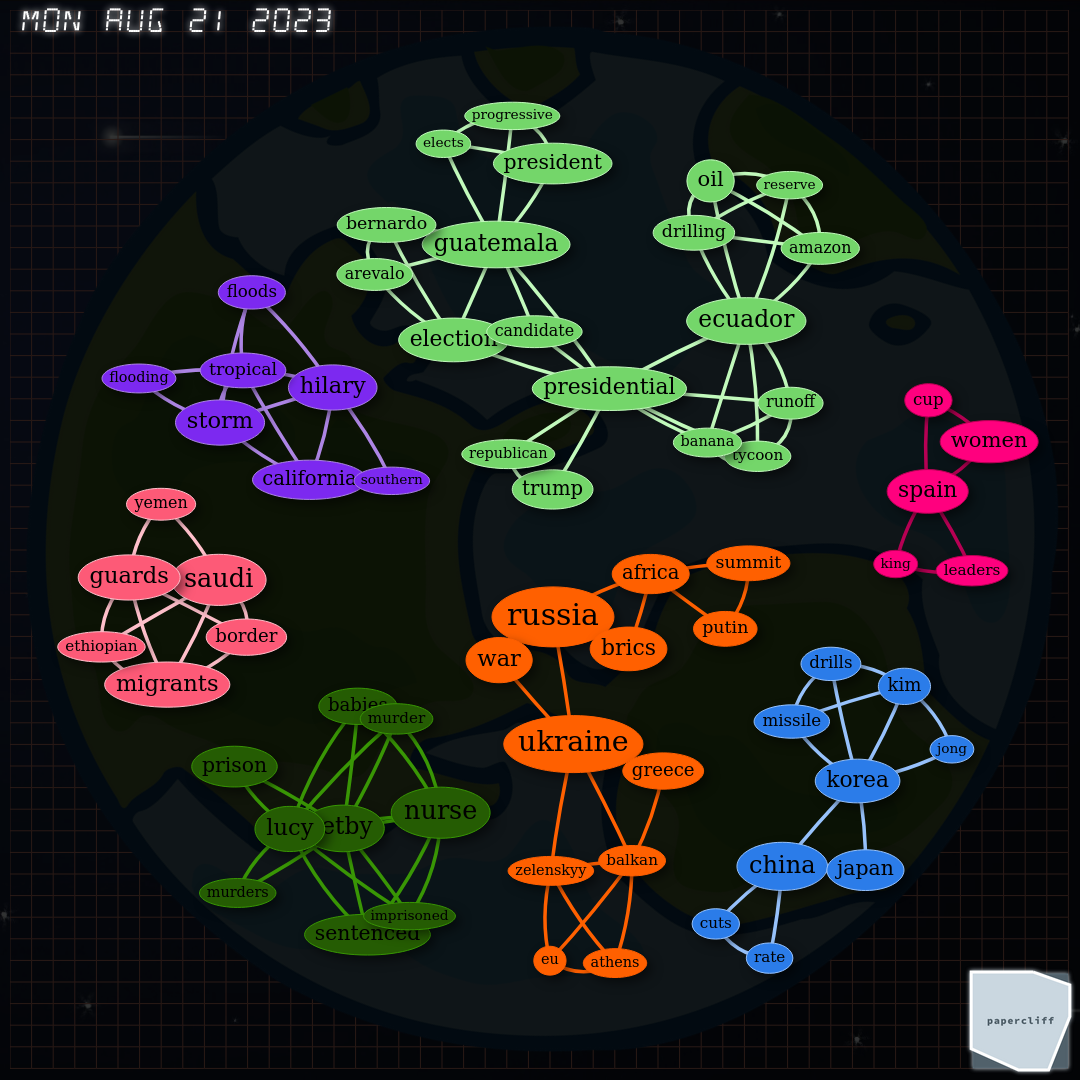 MON AUG 21 2023
progressive
elects
president
bernardo
guatemala
arevalo
election
candidate
presidential
republican
trump
oil
reserve
drilling
amazon
ecuador
runoff
banana
tycoon
floods
flooding
tropical
hilary
storm
california
southern
cup
women
spain
king
leaders
yemen
guards
saudi
ethiopian
border
migrants
africa
summit
russia
putin
war
brics
ukraine
greece
zelenskyy
balkan
eu
athens
drills
kim
missile
jong
korea
china
japan
cuts
rate
babies
murder
prison
nurse
lucy
etby
murders
imprisoned
sentenced
papercliff